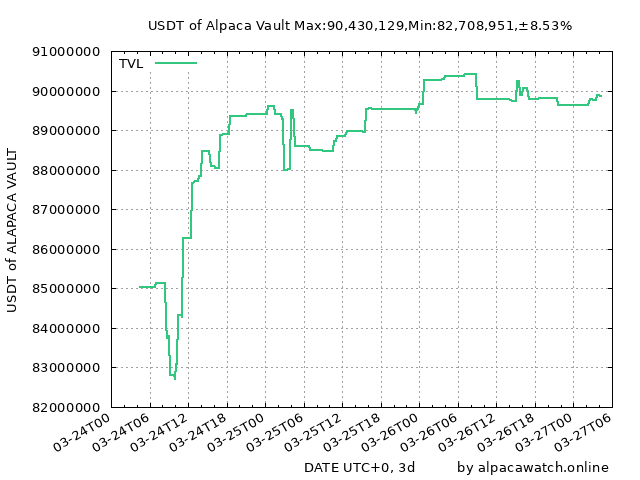 USDT of Alpaca Vault Max:90,430,129,Min:82,708,951,±8.53%
TVL
USDT of ALAPACA VAULT
91000000
90000000
89000000
88000000
87000000
86000000
85000000
84000000
83000000
82000000
03-24T00
03-24T06
03-24T12
03-24T18
03-25T00
03-25T06
03-25T12
03-25T18
03-26T00
03-26T06
03-26T12
03-26T18
03-27T00
03-27T06
DATE UTC+0, 3d
by alpacawatch.online